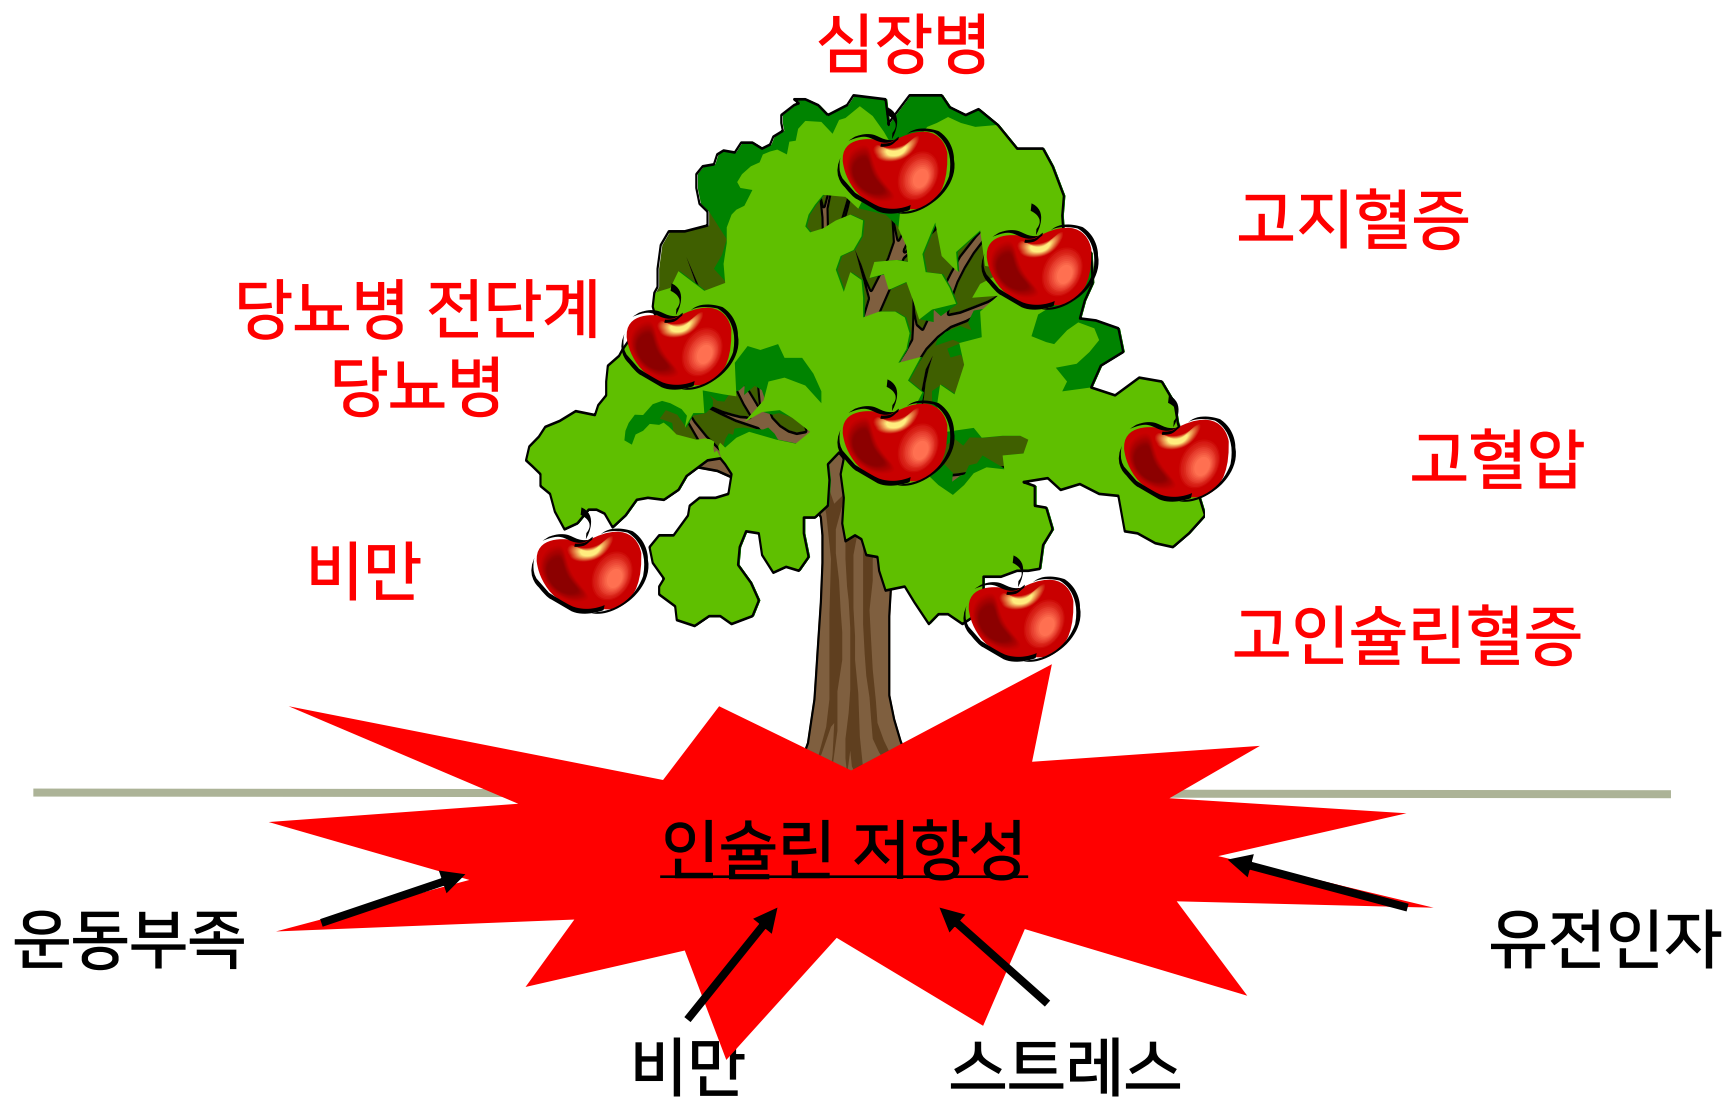 심장병
고지혈증
당뇨병 전단계
당뇨병
고혈압
비만
고인슐린혈증
인슐린 저항성
운동부족
유전인자
비만
스트레스